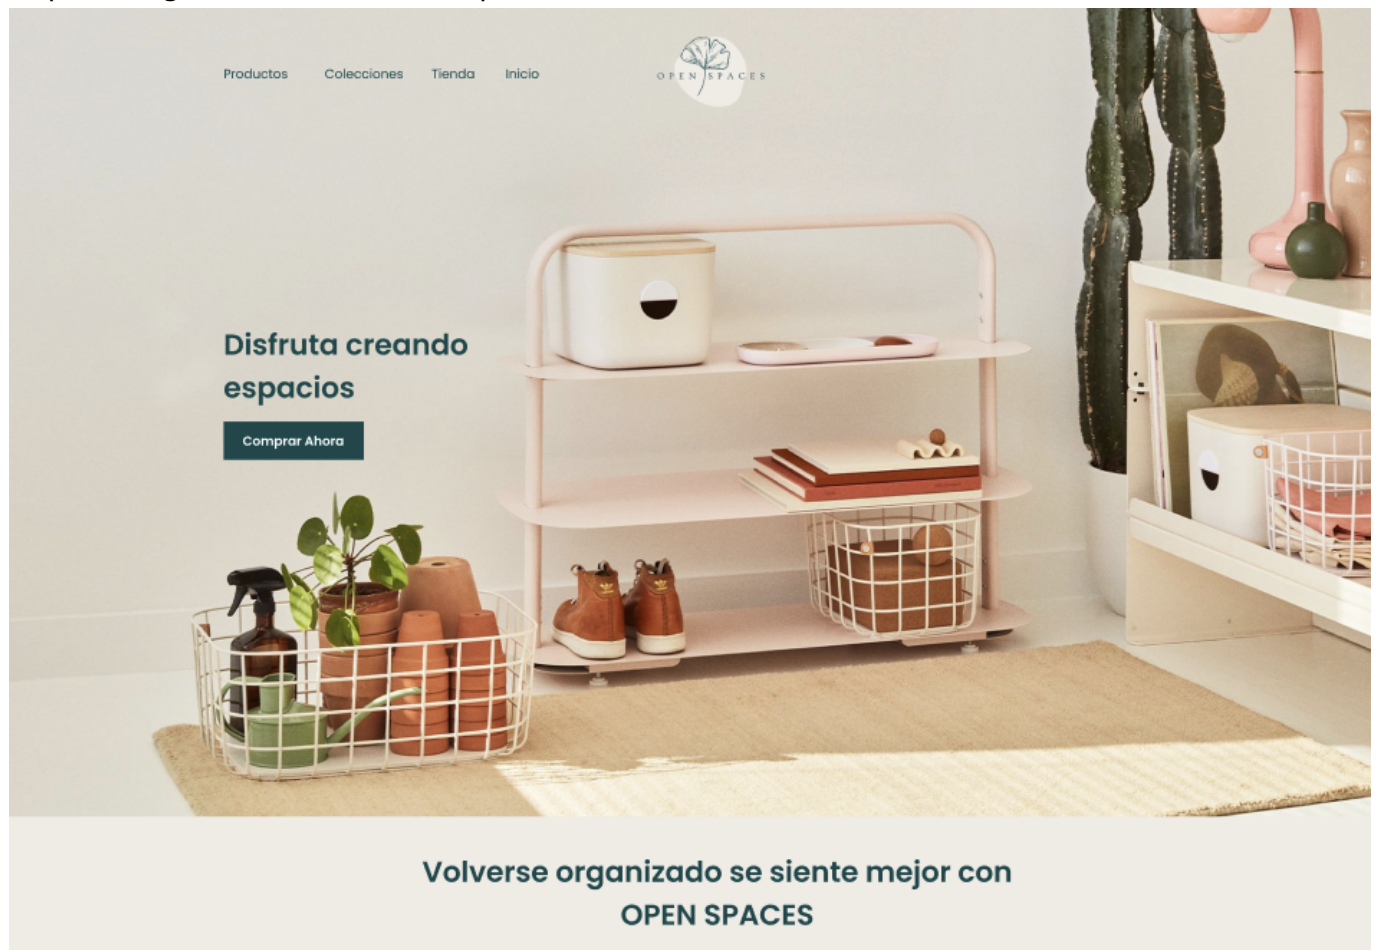 Productos Colecciones Tienda Inicio
OPEN SPACES
Disfruta creando
espacios
Comprar Ahora
Volverse organizado se siente mejor con
OPEN SPACES